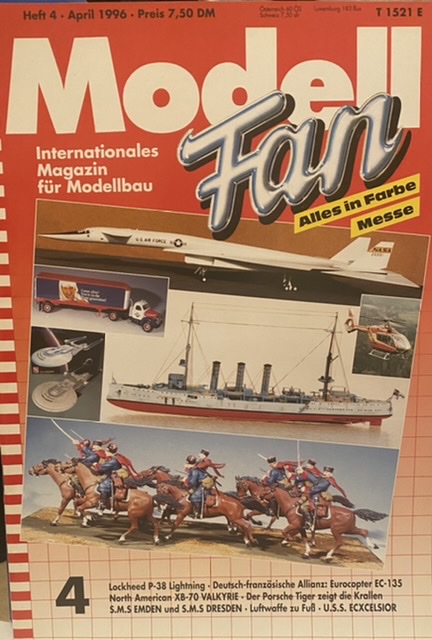 Heft 4 · April 1996 · Preis 7,50 DM
Österreich 60 ÖS
Schweiz 7,50 sfr
Luxemburg 182 lfux
T 1521 E
Modell
Fan
Internationales
Magazin
für Modellbau
Alles in Farbe
Messe
U.S. AIR FORCE
NASA
4
Lockheed P-38 Lightning · Deutsch-französische Allianz: Eurocopter EC-135
North American XB-70 VALKYRIE · Der Porsche Tiger zeigt die Krallen
S.M.S EMDEN und S.M.S DRESDEN · Luftwaffe zu Fuß · U.S.S. ECXCELSIOR